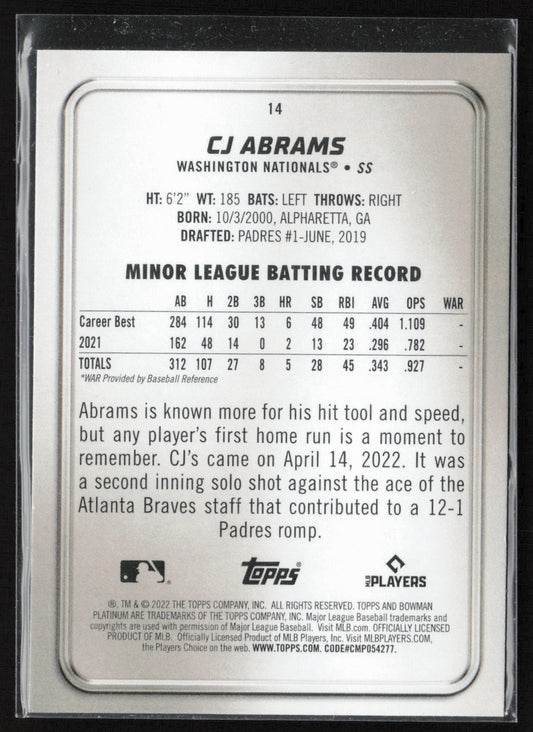 14
CJ ABRAMS
WASHINGTON NATIONALS® • SS
HT: 6'2" WT: 185 BATS: LEFT THROWS: RIGHT
BORN: 10/3/2000, ALPHARETTA, GA
DRAFTED: PADRES #1-JUNE, 2019
MINOR LEAGUE BATTING RECORD
AB H 2B 3B HR SB RBI AVG OPS WAR
Career Best 284 114 30 13 6 48 49 .404 1.109 -
2021 162 48 14 0 2 13 23 .296 .782 -
TOTALS 312 107 27 8 5 28 45 .343 .927 -
*WAR Provided by Baseball Reference
Abrams is known more for his hit tool and speed,
but any player's first home run is a moment to
remember. CJ's came on April 14, 2022. It was
a second inning solo shot against the ace of the
Atlanta Braves staff that contributed to a 12-1
Padres romp.
topps®
MLB PLAYERS
®, TM & © 2022 THE TOPPS COMPANY, INC. ALL RIGHTS RESERVED. TOPPS AND BOWMAN
PLATINUM ARE TRADEMARKS OF THE TOPPS COMPANY, INC. Major League Baseball trademarks and
copyrights are used with permission of Major League Baseball. Visit MLB.com. OFFICIALLY LICENSED
PRODUCT OF MLB. Officially Licensed Product of MLB Players, Inc. Visit MLBPLAYERS.COM,
the Players Choice on the web. WWW.TOPPS.COM. CODE#CMP054277.